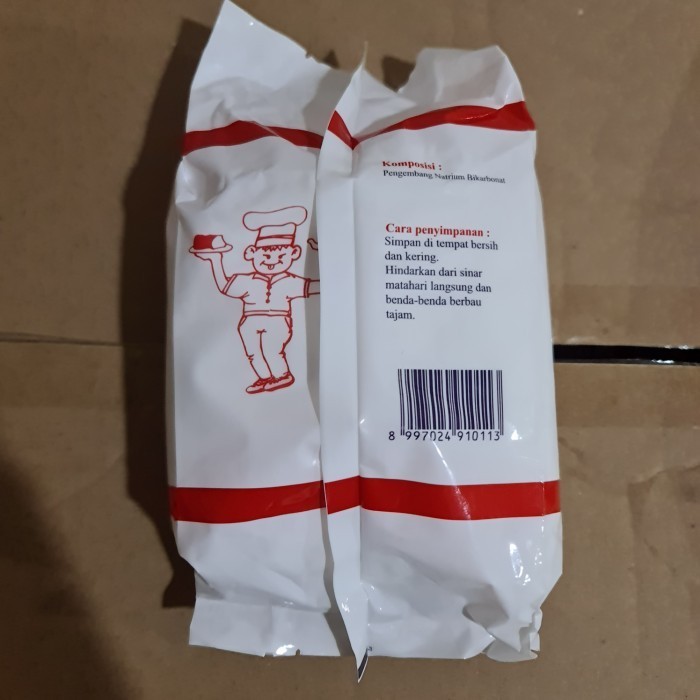 Komposisi :
Pengembang Natrium Bikarbonat
Cara penyimpanan :
Simpan di tempat bersih
dan kering.
Hindarkan dari sinar
matahari langsung dan
benda-benda berbau
tajam.
8 997024 910113